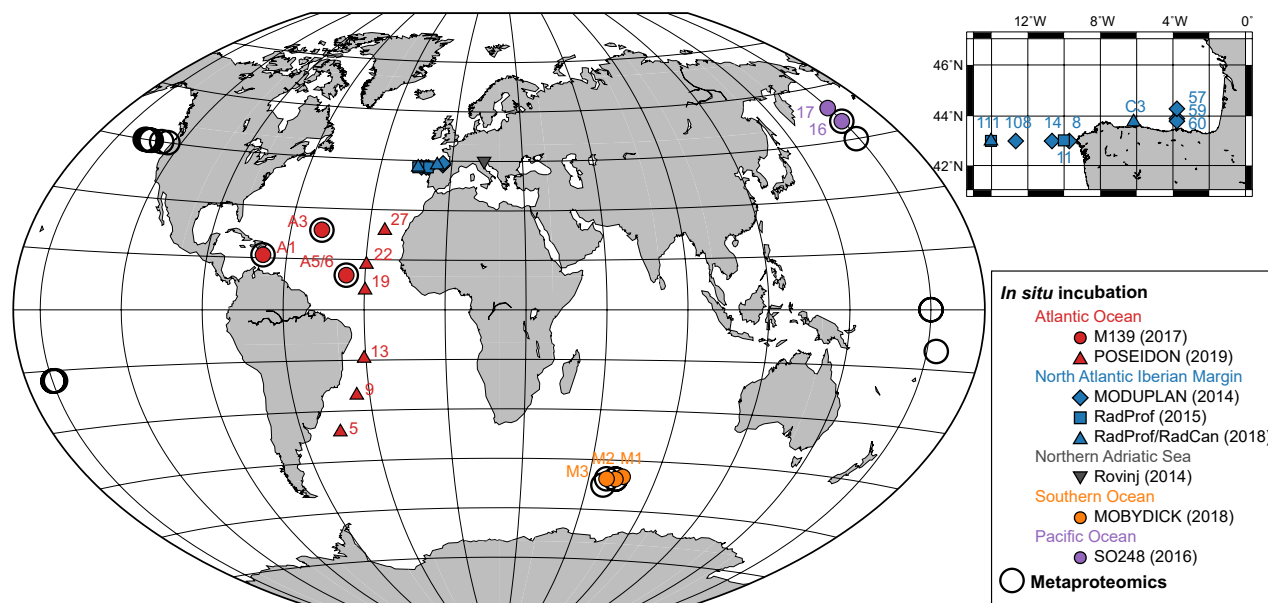 12°W 8°W 4°W 0°
46°N
44°N
42°N
57
59
60
C3
111 108 14 8
11
17
16
A3
27
A1
A5/6
22
19
13
9
5
M2 M1
M3
In situ incubation
Atlantic Ocean
M139 (2017)
POSEIDON (2019)
North Atlantic Iberian Margin
MODUPLAN (2014)
RadProf (2015)
RadProf/RadCan (2018)
Northern Adriatic Sea
Rovinj (2014)
Southern Ocean
MOBYDICK (2018)
Pacific Ocean
SO248 (2016)
Metaproteomics